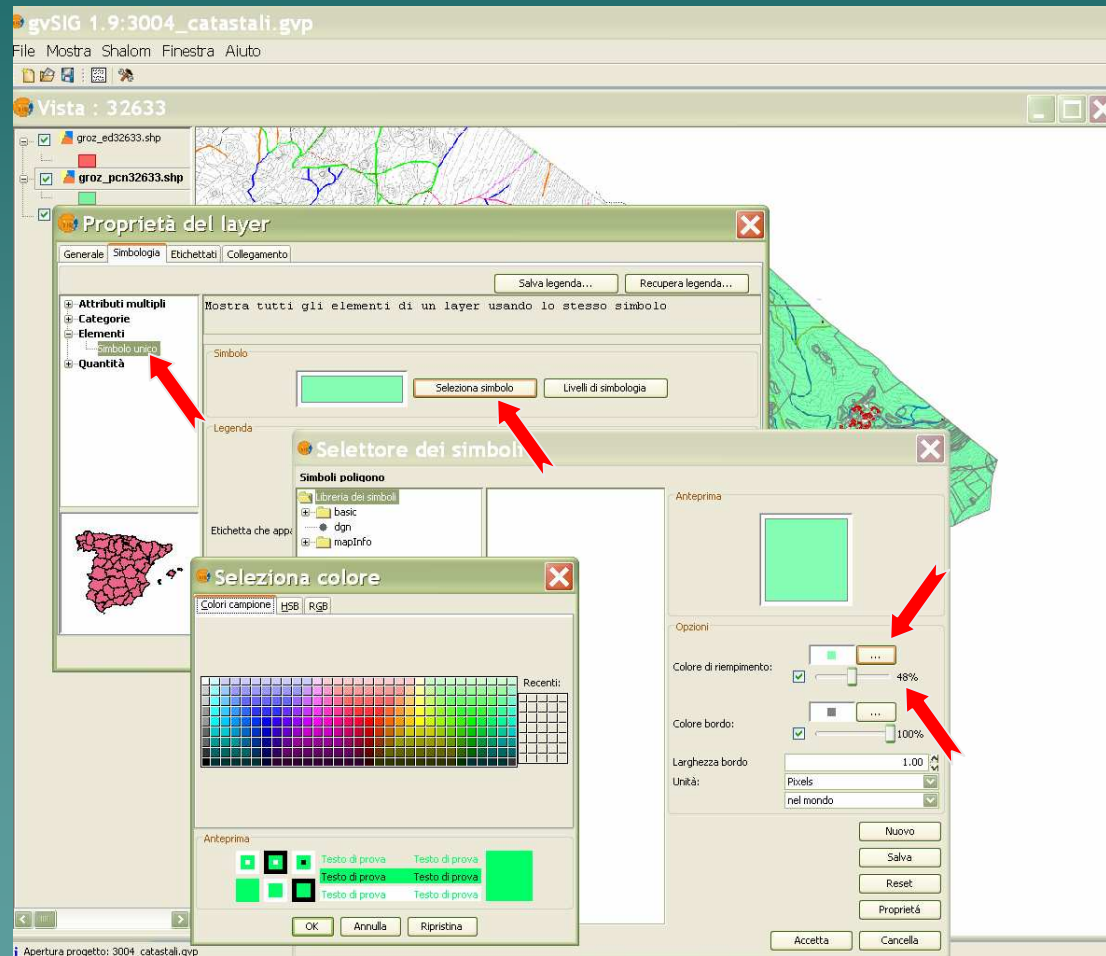 gvSIG 1.9:3004_catastali.gvp
File Mostra Shalom Finestra Aiuto
Vista : 32633
groz_ed32633.shp
groz_pcn32633.shp
Proprietà del layer
Generale Simbologia Etichettati Collegamento
Salva legenda... Recupera legenda...
Attributi multipli
Categorie
Elementi
Simbolo unico
Quantità
Mostra tutti gli elementi di un layer usando lo stesso simbolo
Simbolo
Seleziona simbolo Livelli di simbologia
Legenda
Etichetta che appa
Selettore dei simboli
Simboli poligono
Libreria dei simboli
basic
dgn
mapInfo
Anteprima
Opzioni
Colore di riempimento: ...
48%
Colore bordo: ...
100%
Larghezza bordo 1.00
Unità: Pixels
nel mondo
Nuovo
Salva
Reset
Proprietá
Accetta Cancella
Seleziona colore
Colori campione HSB RGB
Recenti:
Anteprima
Testo di prova Testo di prova
Testo di prova Testo di prova
Testo di prova Testo di prova
OK Annulla Ripristina
Apertura progetto: 3004_catastali.gvp